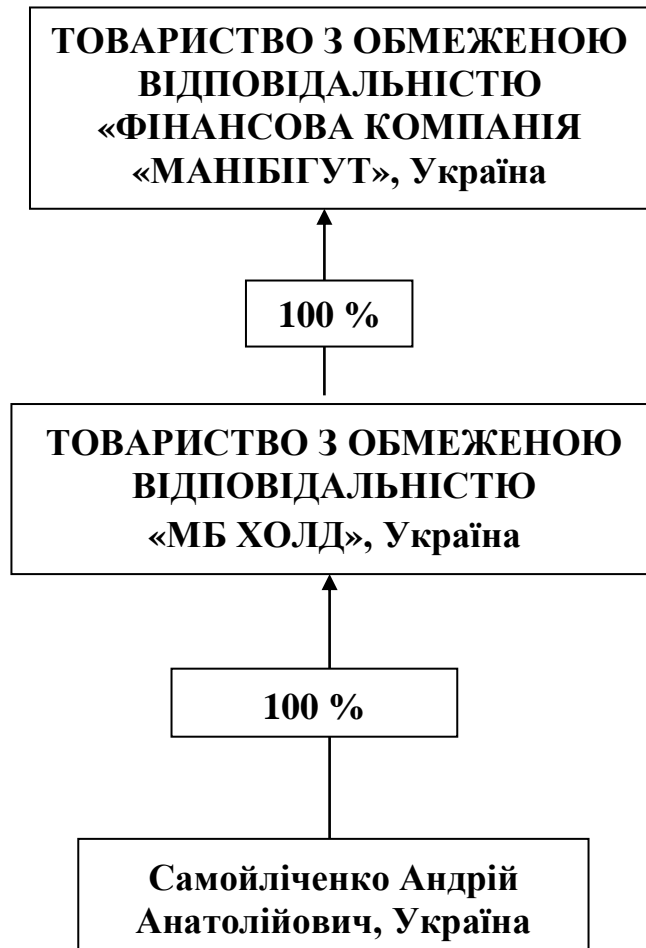 ТОВАРИСТВО З ОБМЕЖЕНОЮ
ВІДПОВІДАЛЬНІСТЮ
«ФІНАНСОВА КОМПАНІЯ
«МАНІБІГУТ», Україна
100 %
ТОВАРИСТВО З ОБМЕЖЕНОЮ
ВІДПОВІДАЛЬНІСТЮ
«МБ ХОЛД», Україна
100 %
Самойліченко Андрій
Анатолійович, Україна